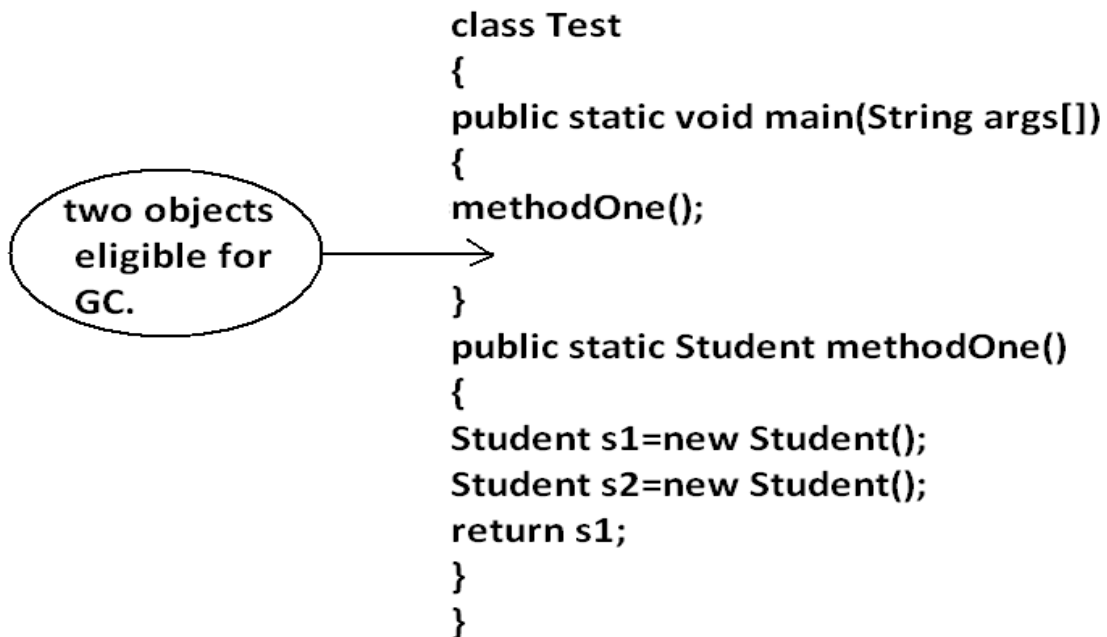 class Test
{
public static void main(String args[])
{
methodOne();
two objects
eligible for
GC.
}
public static Student methodOne()
{
Student s1=new Student();
Student s2=new Student();
return s1;
}
}